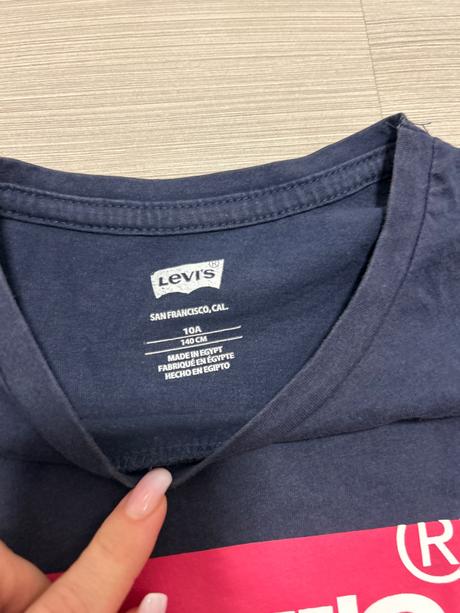 Levi's®
SAN FRANCISCO, CAL.
10A
140 CM
MADE IN EGYPT
FABRIQUÉ EN ÉGYPTE
HECHO EN EGIPTO
®